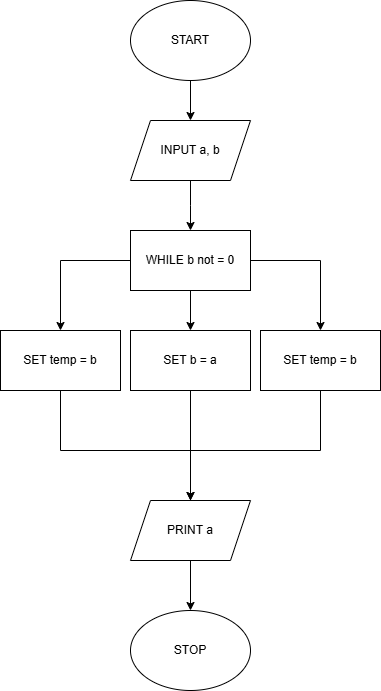 START
INPUT a, b
WHILE b not = 0
SET temp = b
SET b = a
SET temp = b
PRINT a
STOP